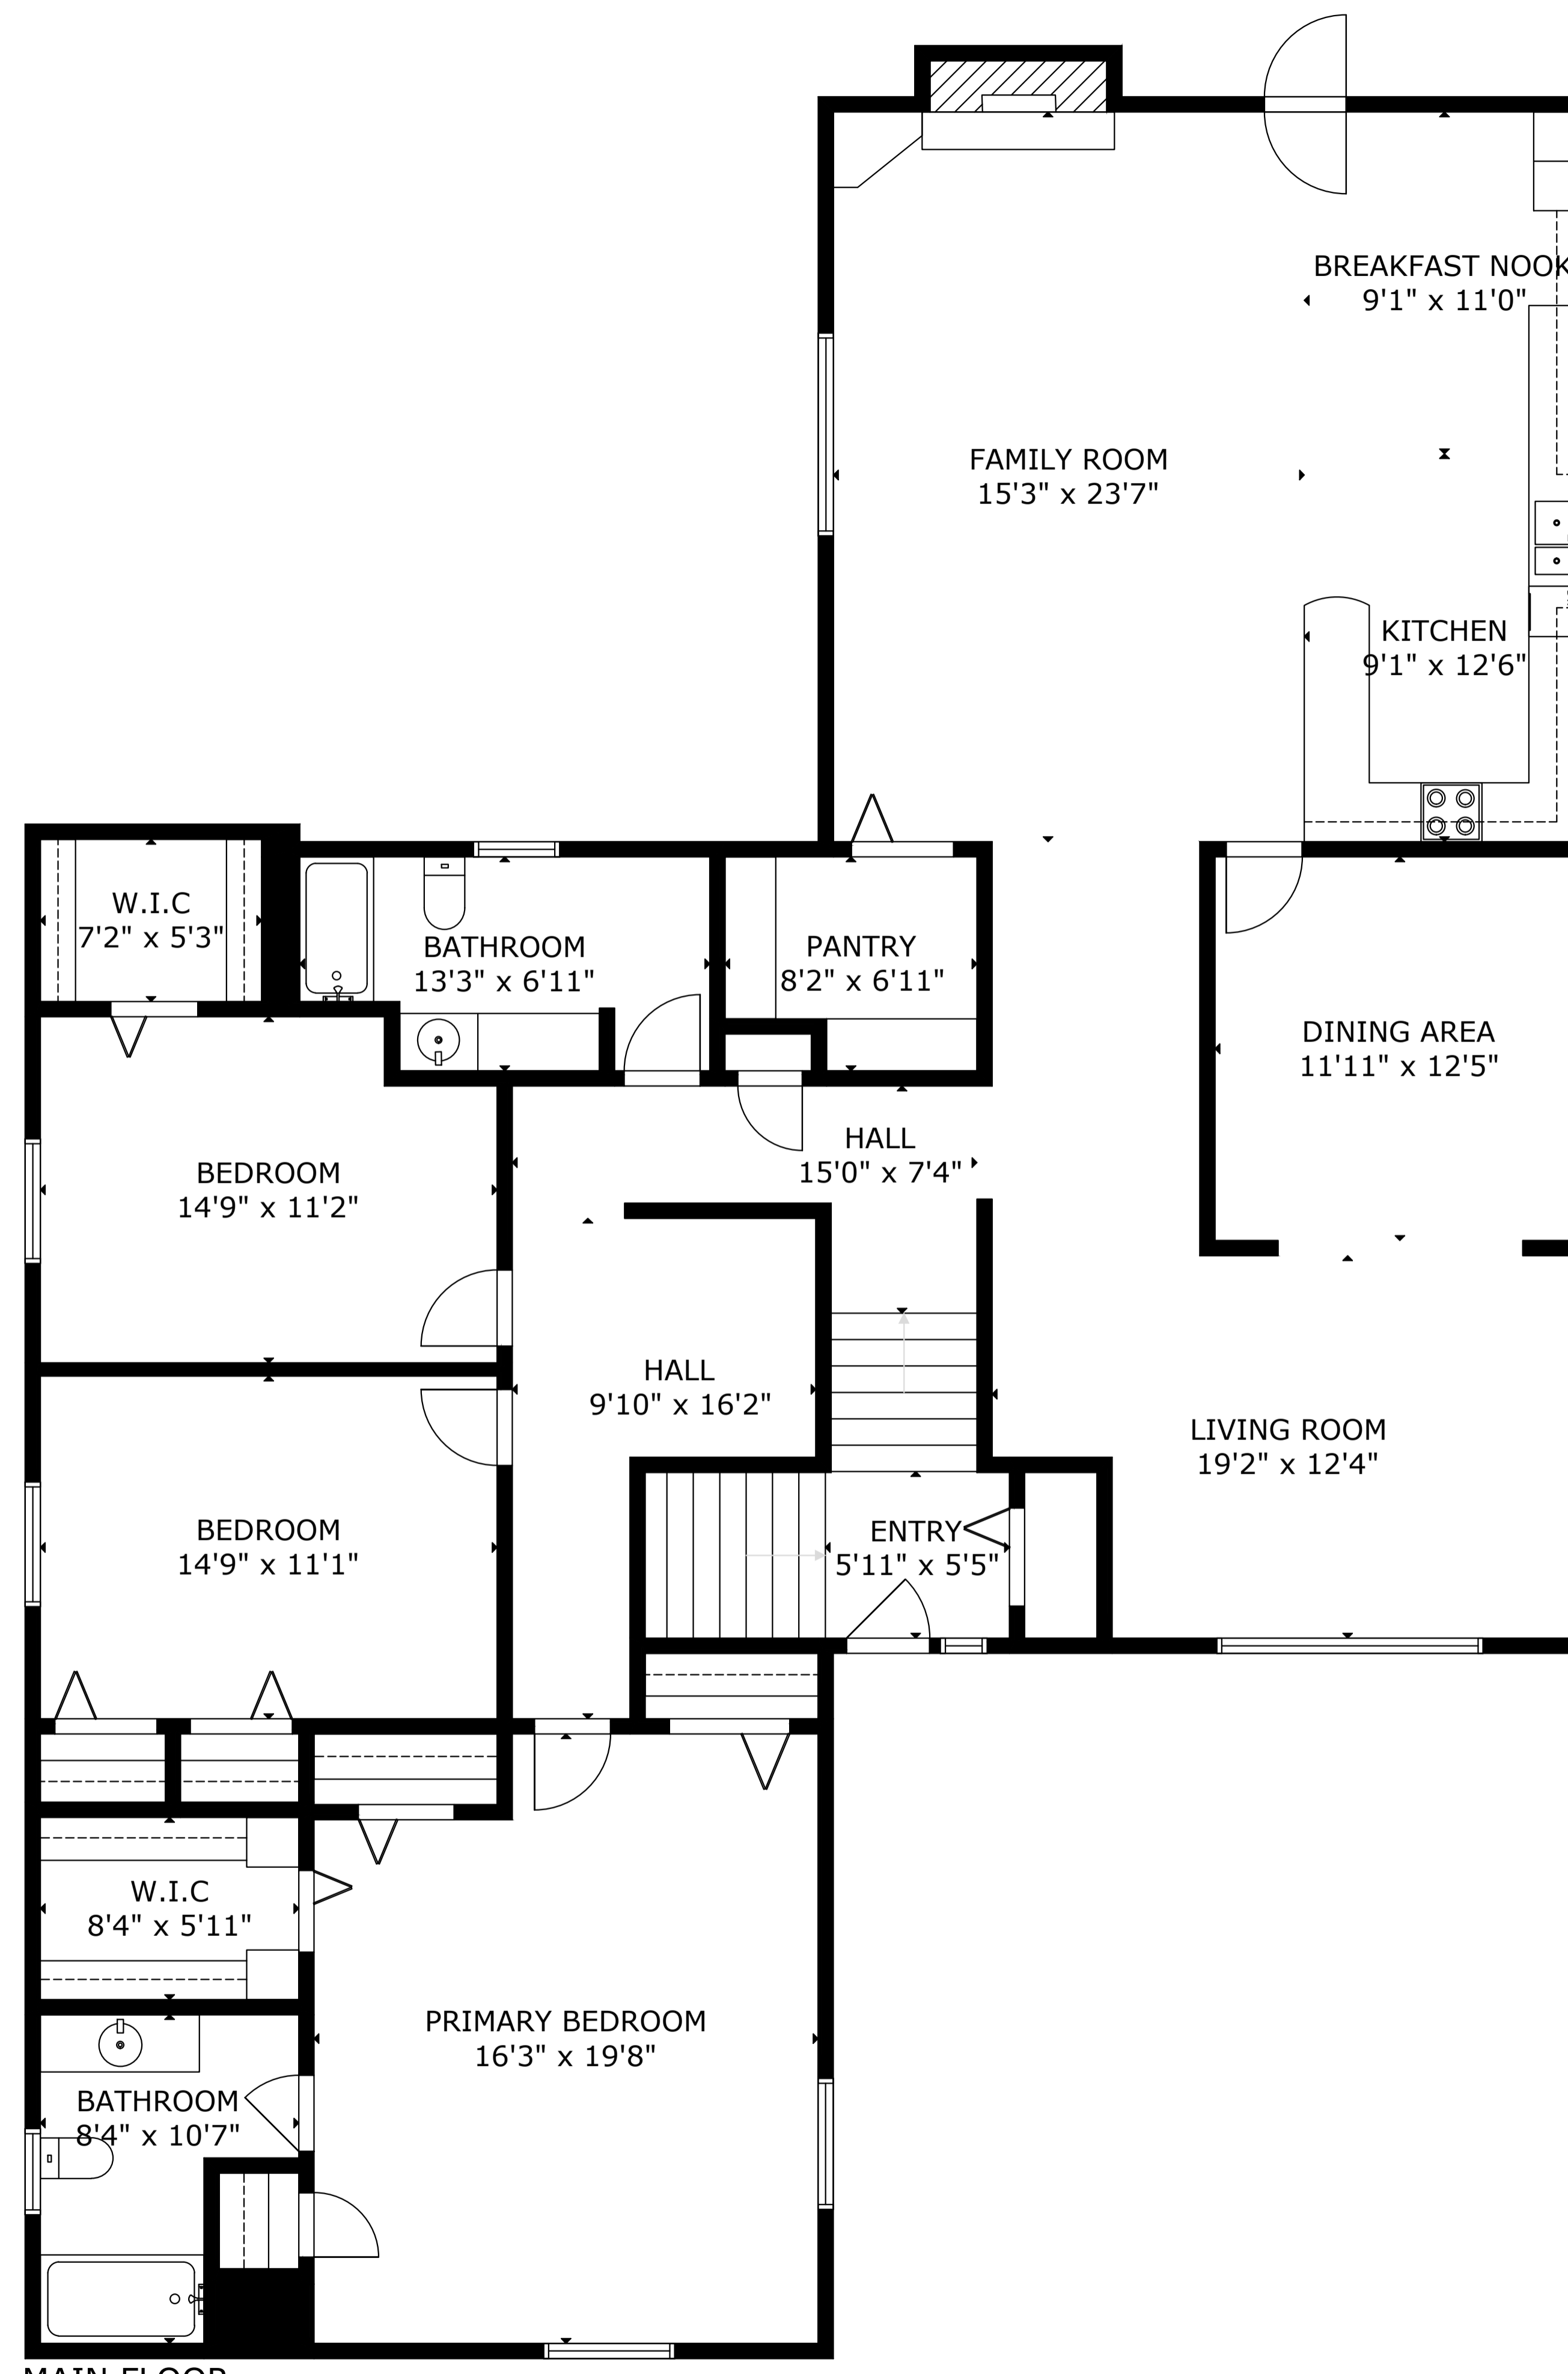 BREAKFAST NOOK
9'1" x 11'0"
FAMILY ROOM
15'3" x 23'7"
KITCHEN
9'1" x 12'6"
W.I.C
7'2" x 5'3"
BATHROOM
13'3" x 6'11"
PANTRY
8'2" x 6'11"
DINING AREA
11'11" x 12'5"
HALL
15'0" x 7'4"
BEDROOM
14'9" x 11'2"
HALL
9'10" x 16'2"
LIVING ROOM
19'2" x 12'4"
BEDROOM
14'9" x 11'1"
ENTRY
5'11" x 5'5"
W.I.C
8'4" x 5'11"
PRIMARY BEDROOM
16'3" x 19'8"
BATHROOM
8'4" x 10'7"
MAIN FLOOR